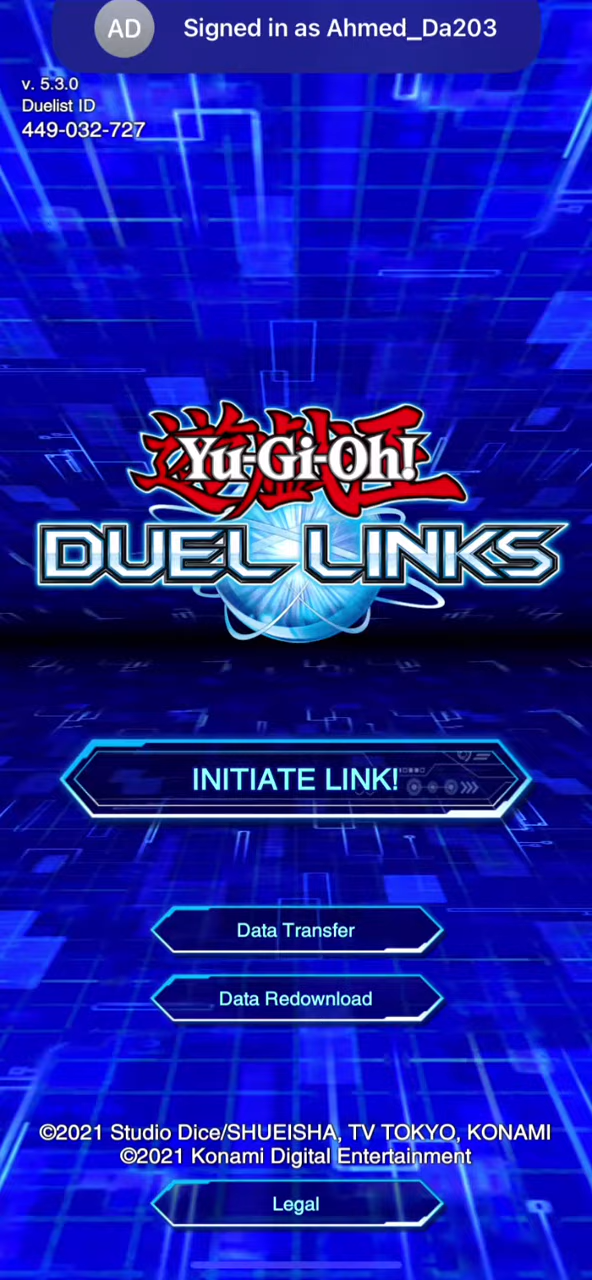 AD
Signed in as Ahmed_Da203
v. 5.3.0
Duelist ID
449-032-727
遊戯王
Yu-Gi-Oh!
DUEL LINKS
INITIATE LINK!
Data Transfer
Data Redownload
©2021 Studio Dice/SHUEISHA, TV TOKYO, KONAMI
©2021 Konami Digital Entertainment
Legal